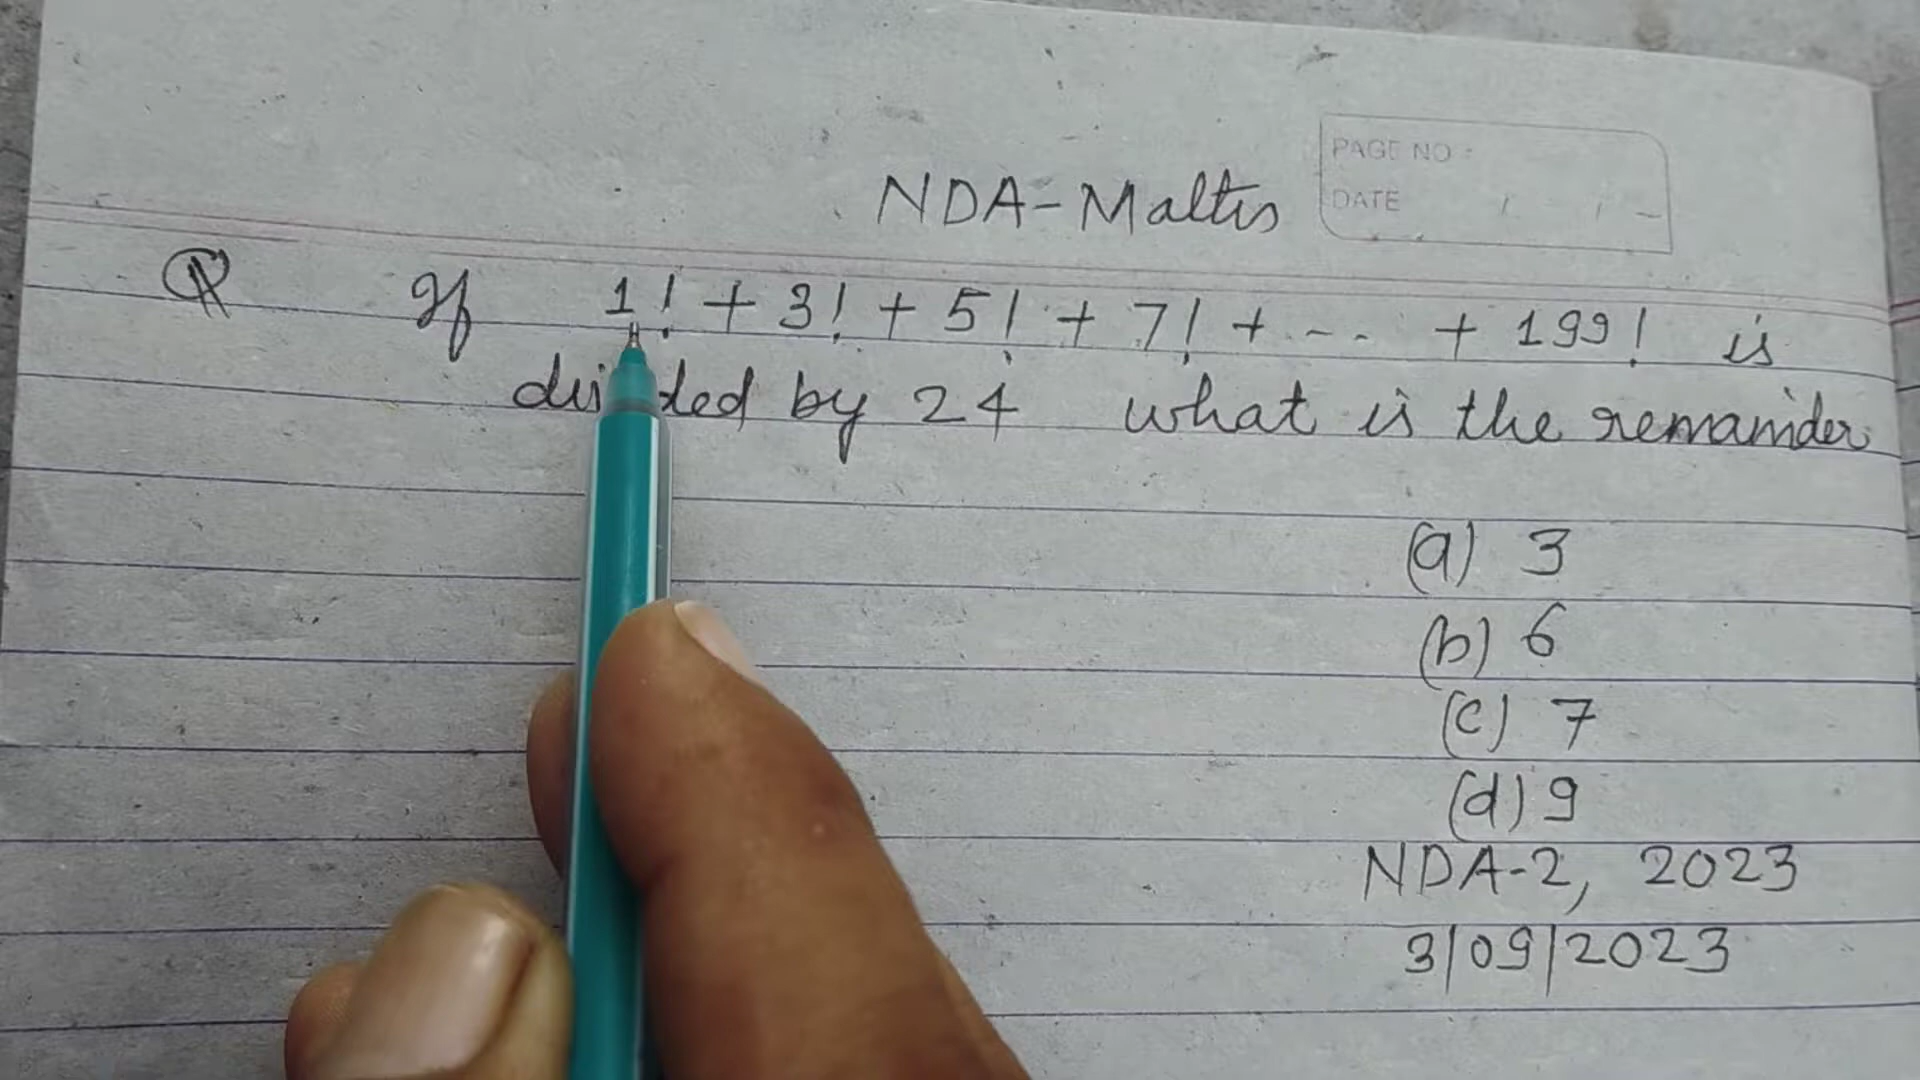 PAGE NO :
DATE
NDA-Maths
Q If 1! + 3! + 5! + 7! + -.. + 199! is
divided by 24 what is the remainder
(a) 3
(b) 6
(c) 7
(d) 9
NDA-2, 2023
3/09/2023